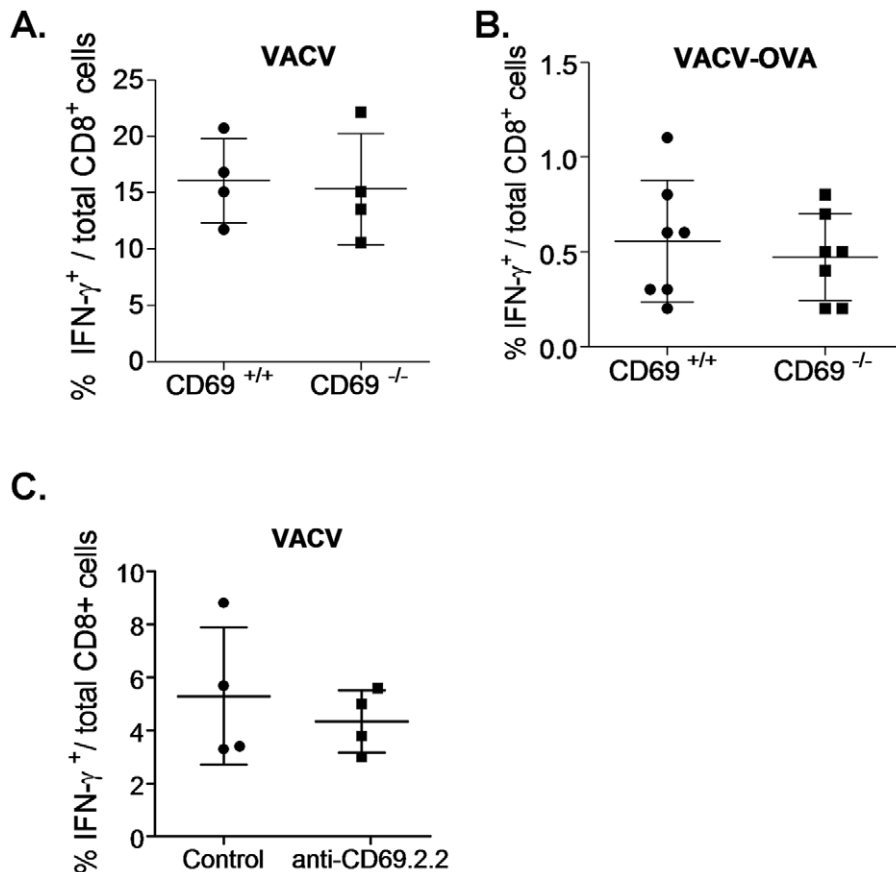 A.
VACV
% IFN-γ⁺ / total CD8⁺ cells
25
20
15
10
5
0
CD69 ⁺/⁺
CD69 ⁻/⁻
B.
VACV-OVA
% IFN-γ⁺ / total CD8⁺ cells
1.5
1.0
0.5
0.0
CD69 ⁺/⁺
CD69 ⁻/⁻
C.
VACV
% IFN-γ⁺/ total CD8+ cells
10
8
6
4
2
0
Control
anti-CD69.2.2